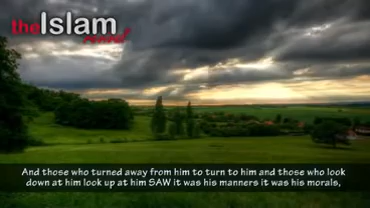 theIslam
And those who turned away from him to turn to him and those who look
down at him look up at him SAW it was his manners it was his morals,